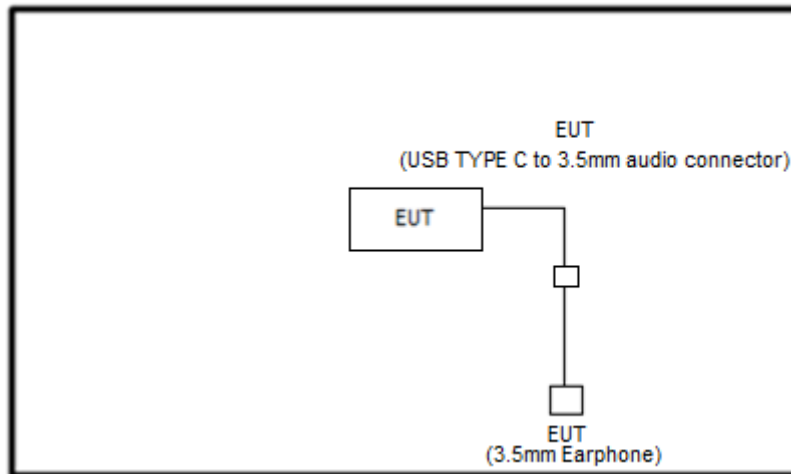 EUT
(USB TYPE C to 3.5mm audio connector)
EUT
EUT
(3.5mm Earphone)